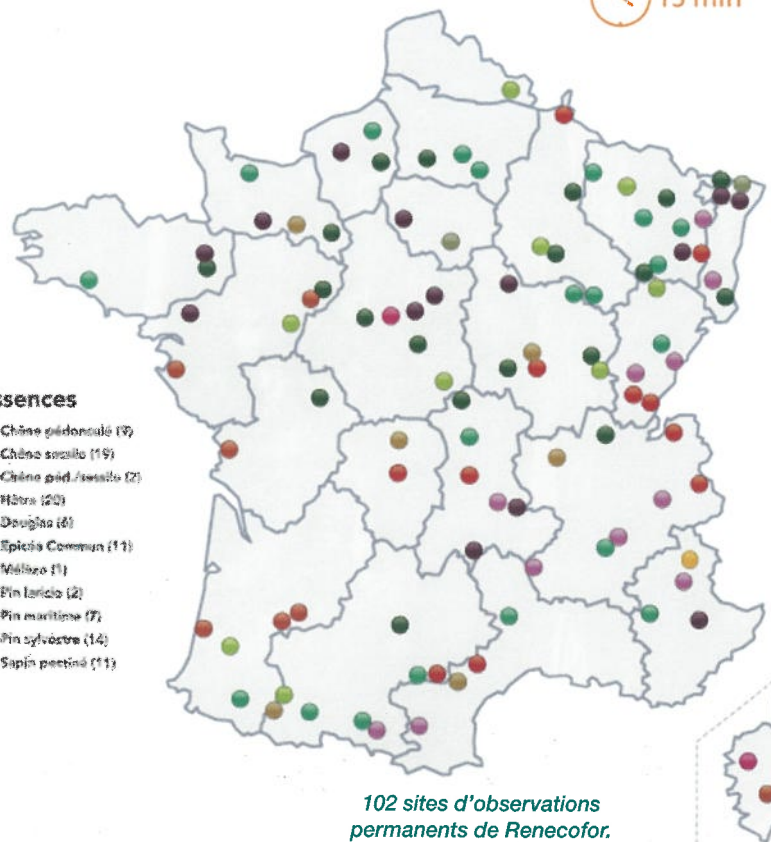 15 min
ssences
Chêne pédonculé (9)
Chêne sessile (19)
Chêne péd./sessile (2)
Hêtre (20)
Douglas (6)
Epicéa Commun (11)
Mélèze (1)
Pin laricio (2)
Pin maritime (7)
Pin sylvestre (14)
Sapin pectiné (11)
102 sites d'observations
permanents de Renecofor.